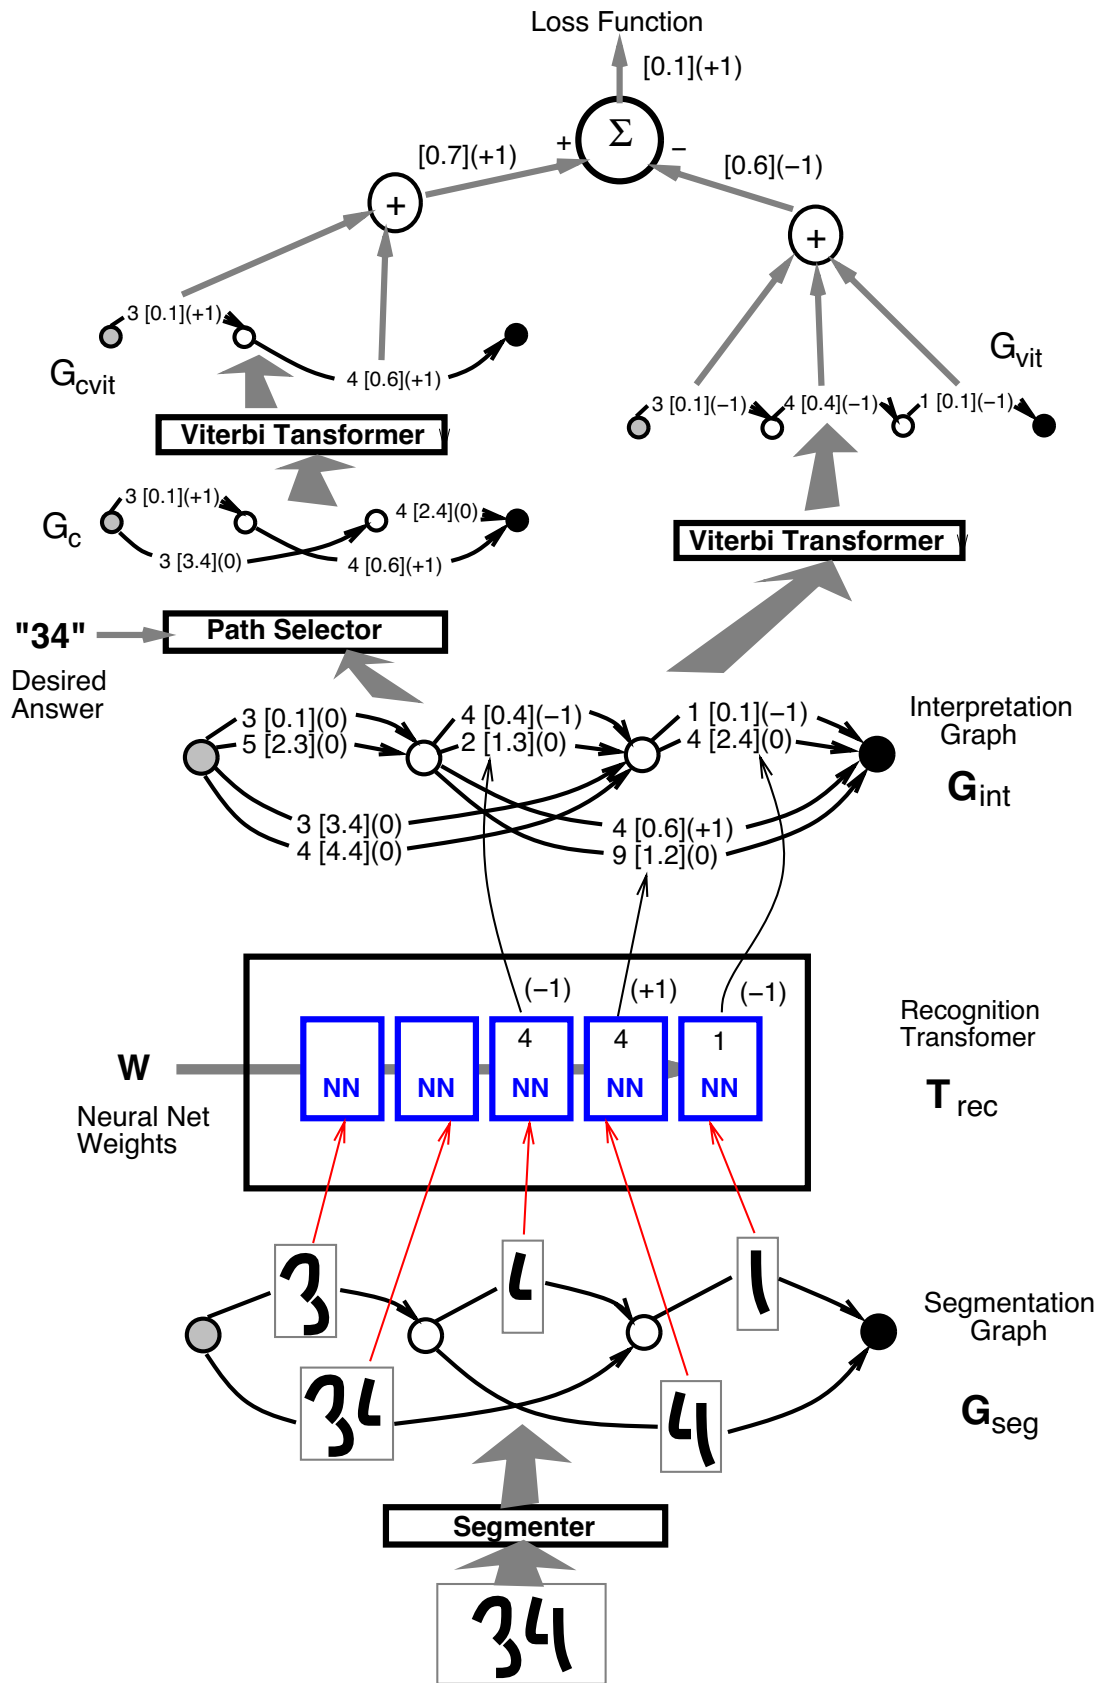 Loss Function
[0.1](+1)
Σ
+
−
[0.7](+1)
[0.6](−1)
+
+
3 [0.1](+1)
4 [0.6](+1)
G cvit
G vit
3 [0.1](−1)
4 [0.4](−1)
1 [0.1](−1)
Viterbi Tansformer
3 [0.1](+1)
4 [2.4](0)
G c
3 [3.4](0)
4 [0.6](+1)
Viterbi Transformer
"34"
Path Selector
Desired
Answer
3 [0.1](0)
4 [0.4](−1)
1 [0.1](−1)
5 [2.3](0)
2 [1.3](0)
4 [2.4](0)
3 [3.4](0)
4 [0.6](+1)
4 [4.4](0)
9 [1.2](0)
Interpretation
Graph
G int
(−1)
(+1)
(−1)
4
4
1
NN
NN
NN
NN
NN
W
Neural Net
Weights
Recognition
Transfomer
T rec
3
4
1
34
4
Segmentation
Graph
G seg
Segmenter
34